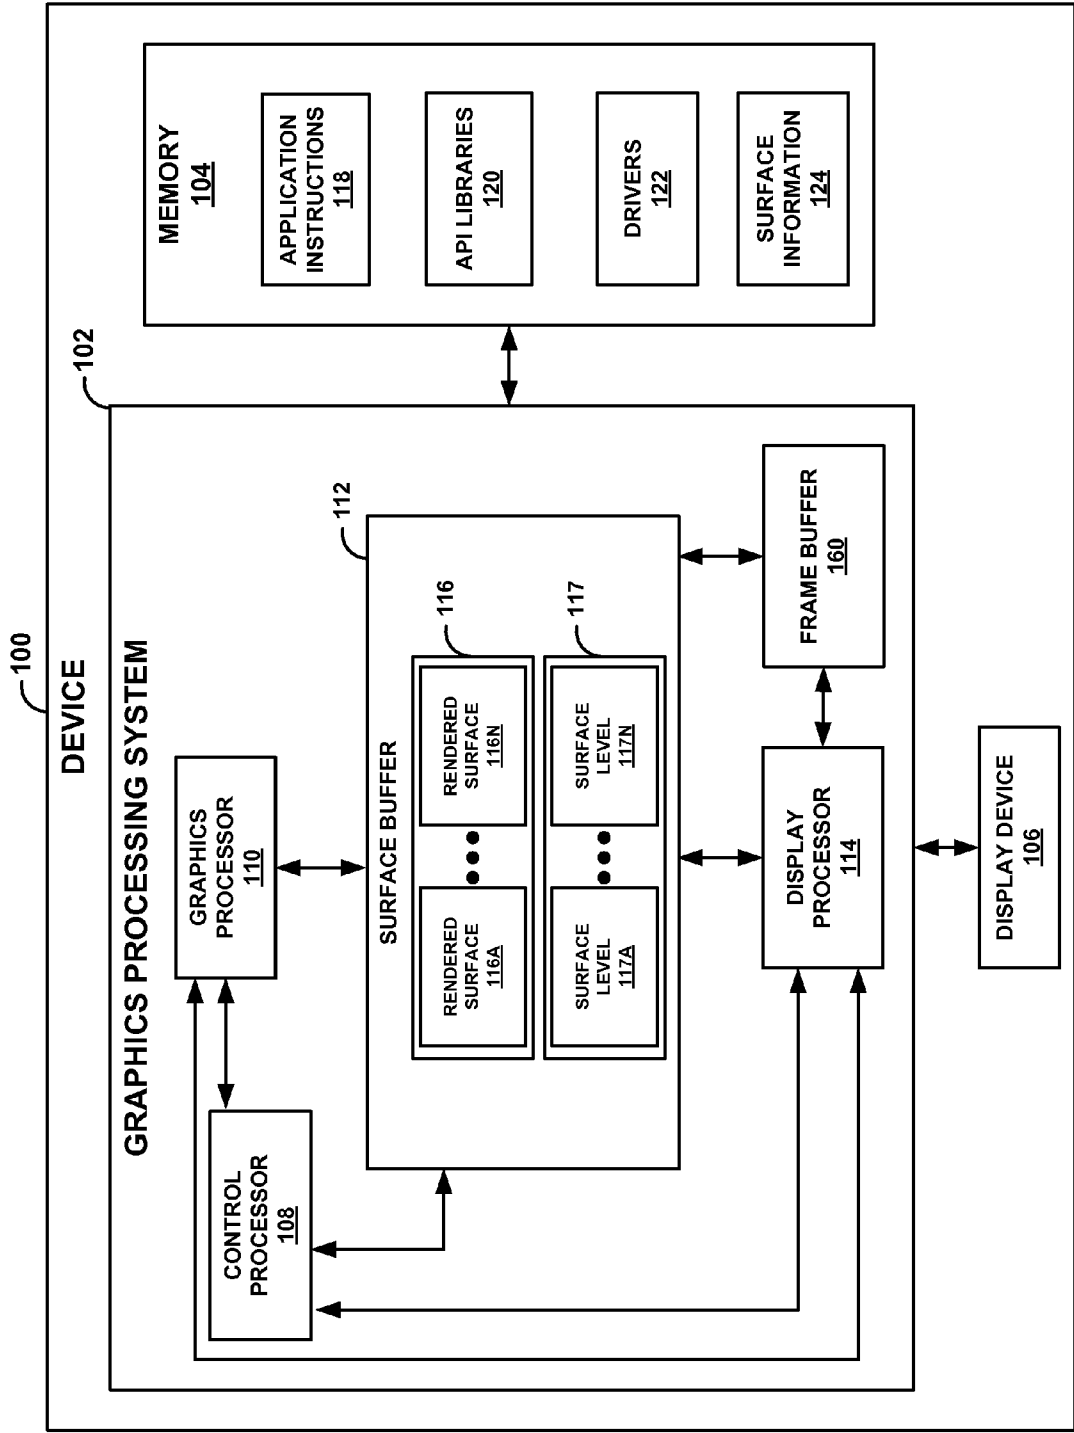 100
DEVICE
102
GRAPHICS PROCESSING SYSTEM
CONTROL
PROCESSOR
108
GRAPHICS
PROCESSOR
110
112
SURFACE BUFFER
116
RENDERED
SURFACE
116A
RENDERED
SURFACE
116N
117
SURFACE
LEVEL
117A
SURFACE
LEVEL
117N
DISPLAY
PROCESSOR
114
FRAME BUFFER
160
DISPLAY DEVICE
106
MEMORY
104
APPLICATION
INSTRUCTIONS
118
API LIBRARIES
120
DRIVERS
122
SURFACE
INFORMATION
124